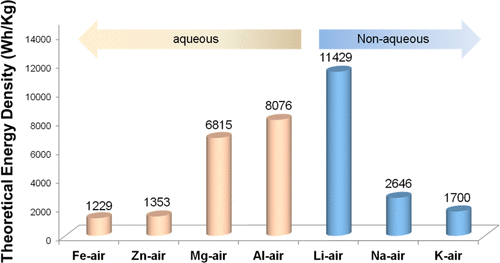 aqueous
Non-aqueous
Theoretical Energy Density (Wh/Kg)
14000
12000
10000
8000
6000
4000
2000
0
1229
1353
6815
8076
11429
2646
1700
Fe-air
Zn-air
Mg-air
Al-air
Li-air
Na-air
K-air